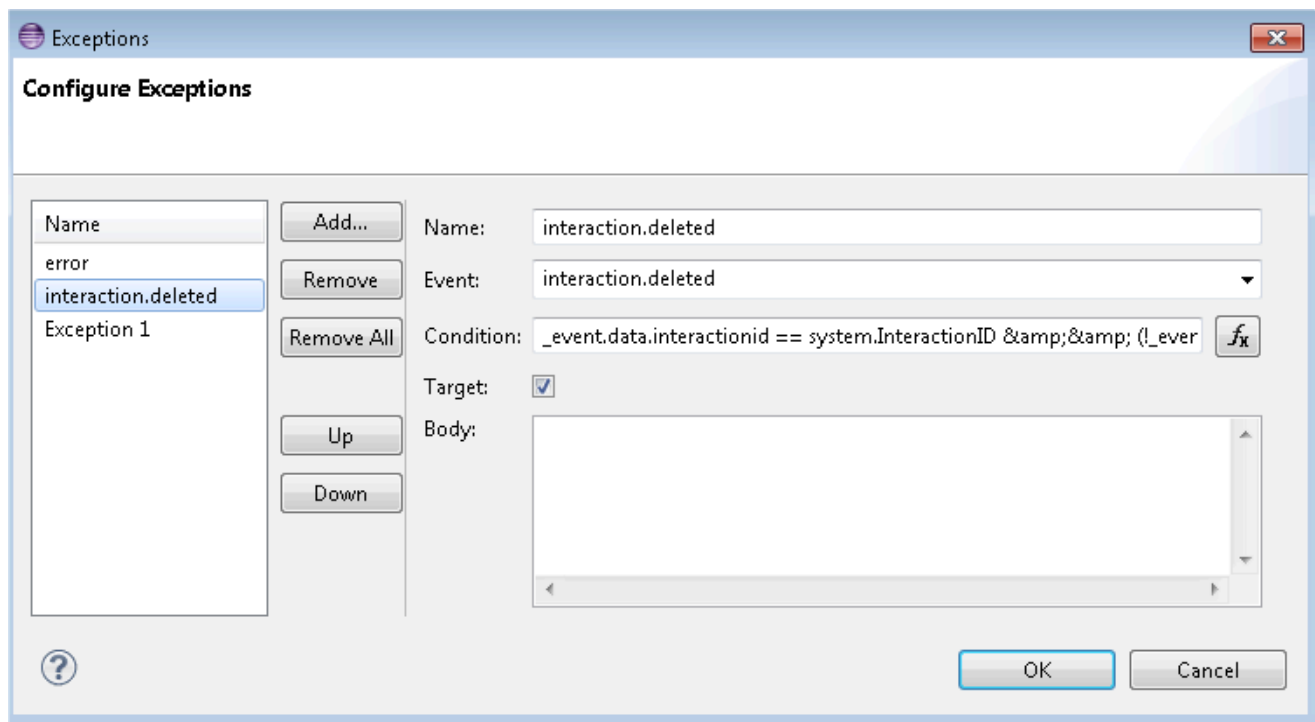 Exceptions
Configure Exceptions
Name
error
interaction.deleted
Exception 1
Add...
Remove
Remove All
Up
Down
Name: interaction.deleted
Event: interaction.deleted
Condition: _event.data.interactionid == system.InteractionID &amp;&amp; (!_ever fx
Target:
Body:
OK Cancel